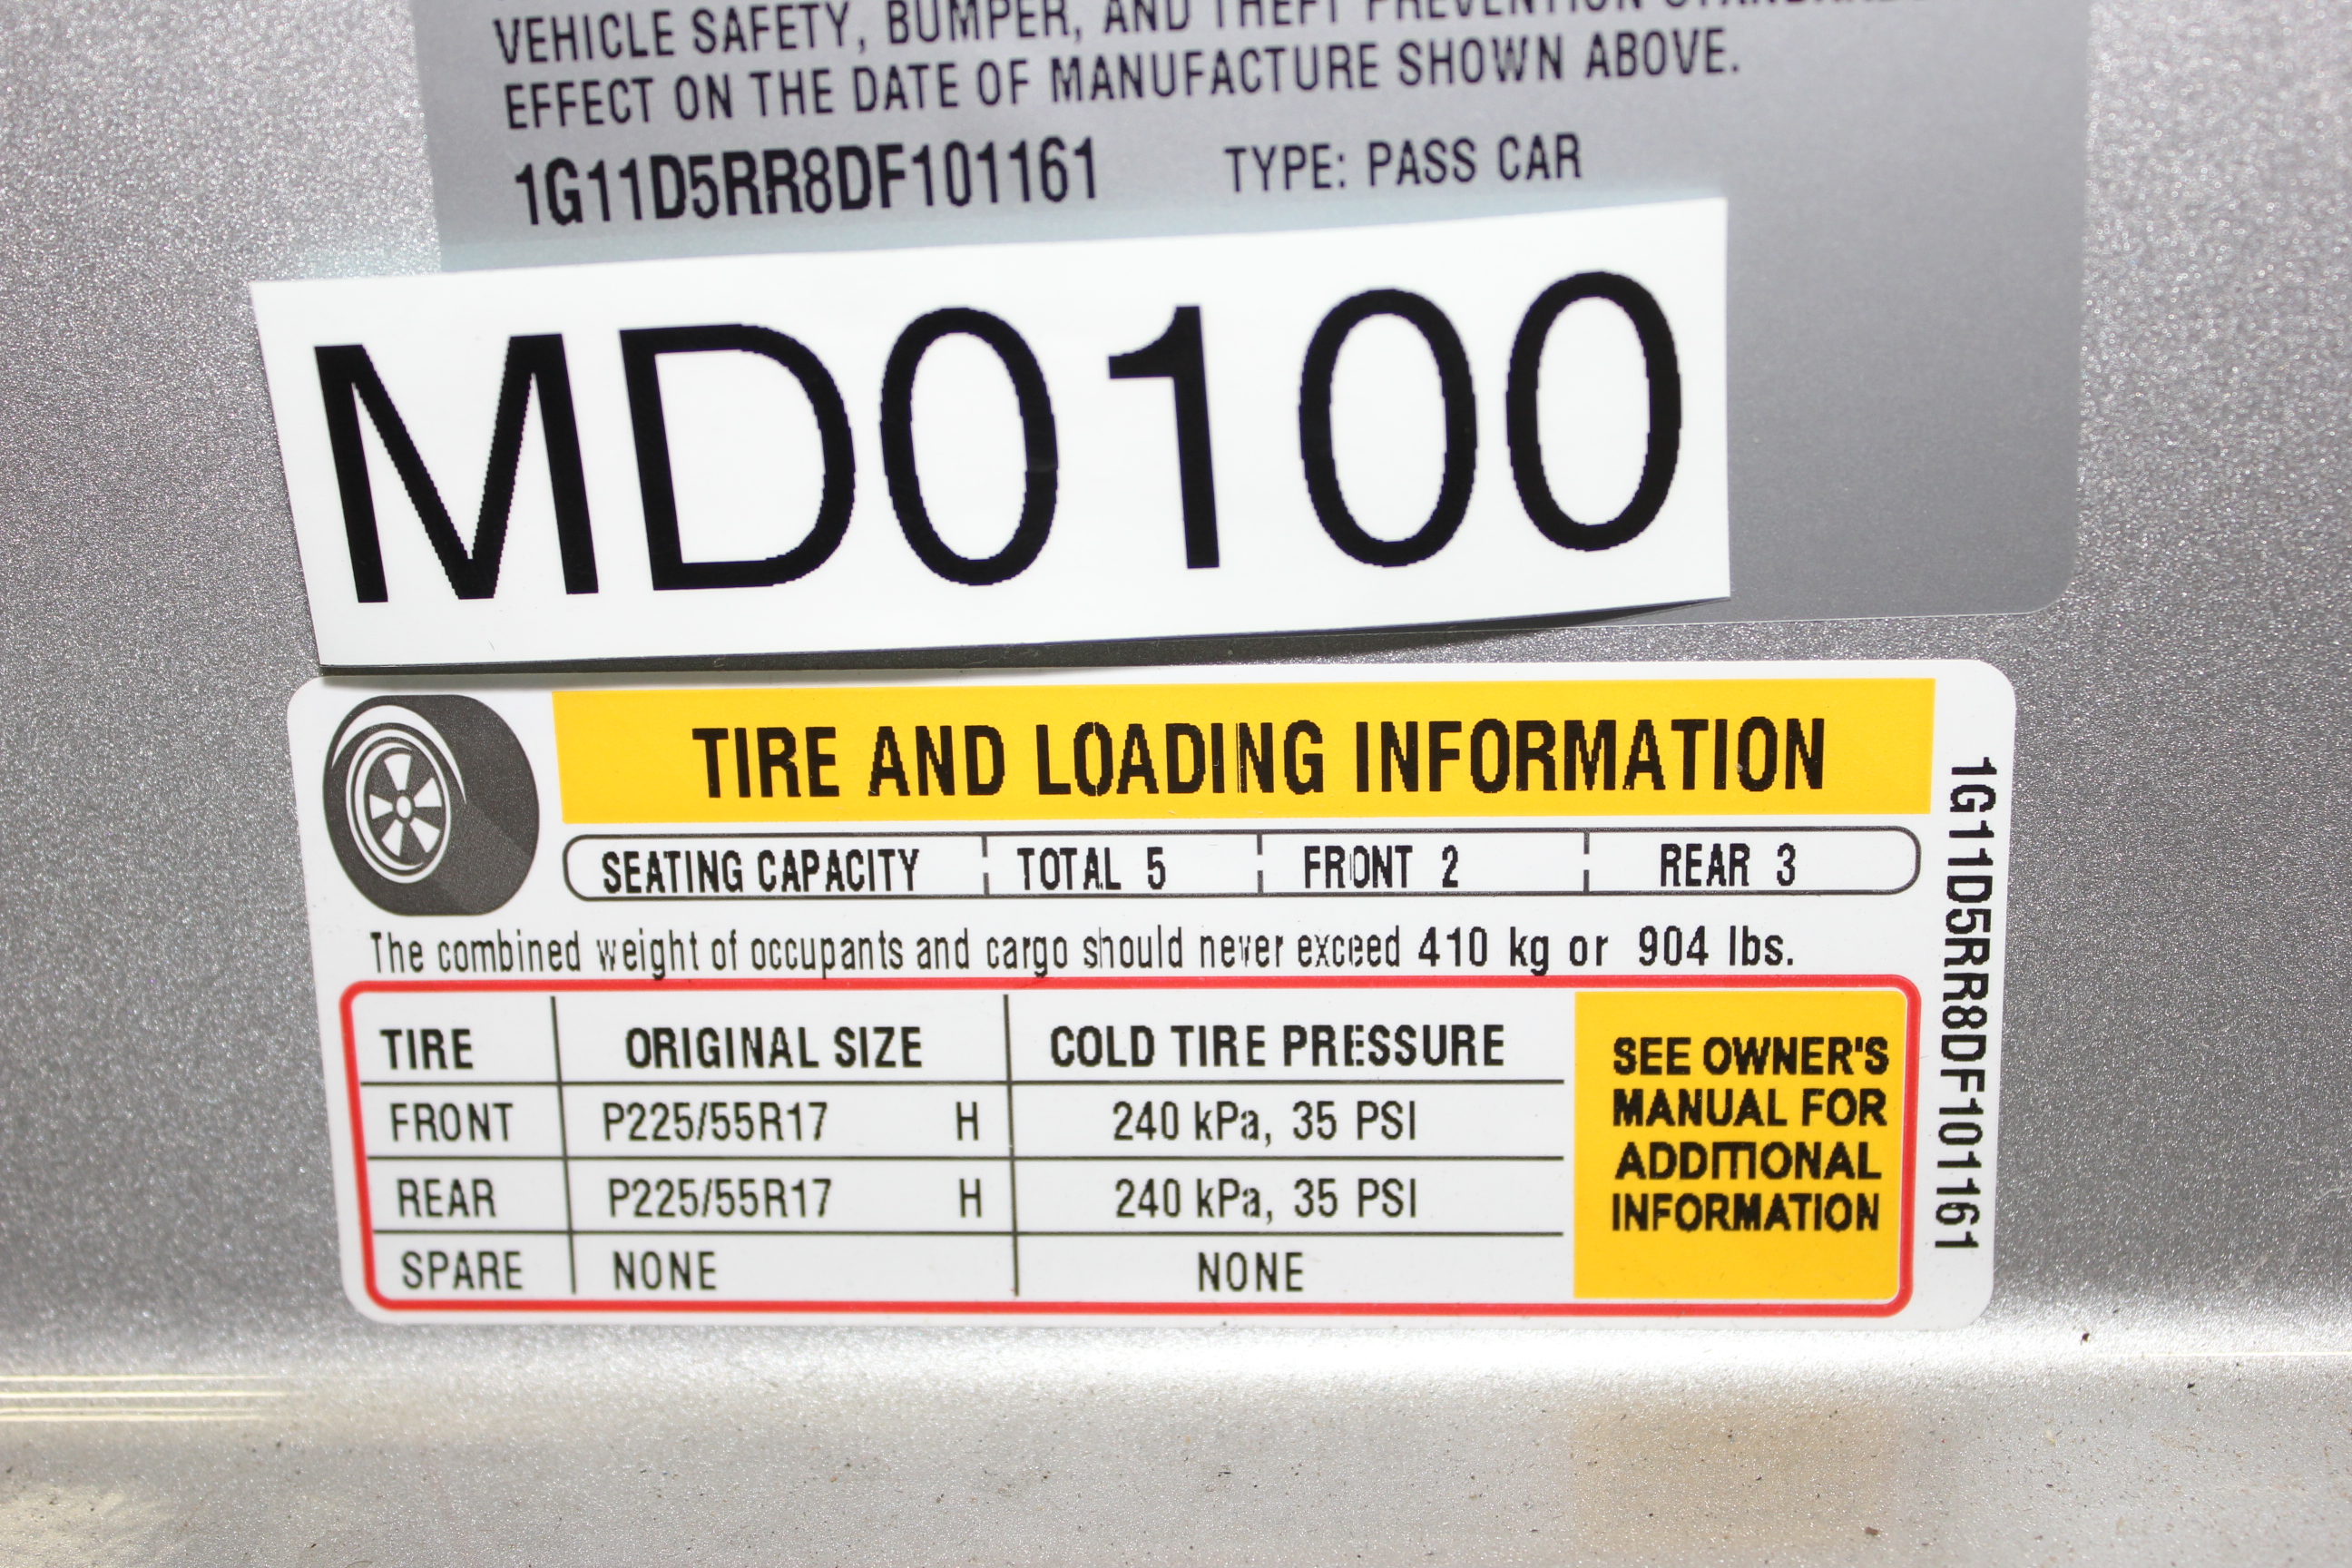 VEHICLE SAFETY, BUMPER, AND THEFT PREVENTION STANDARDS
EFFECT ON THE DATE OF MANUFACTURE SHOWN ABOVE.
1G11D5RR8DF101161 TYPE: PASS CAR
MD0100
TIRE AND LOADING INFORMATION
SEATING CAPACITY TOTAL 5 FRONT 2 REAR 3
The combined weight of occupants and cargo should never exceed 410 kg or 904 lbs.
TIRE ORIGINAL SIZE COLD TIRE PRESSURE
FRONT P225/55R17 H 240 kPa, 35 PSI
REAR P225/55R17 H 240 kPa, 35 PSI
SPARE NONE NONE
SEE OWNER'S
MANUAL FOR
ADDITIONAL
INFORMATION
1G11D5RR8DF101161